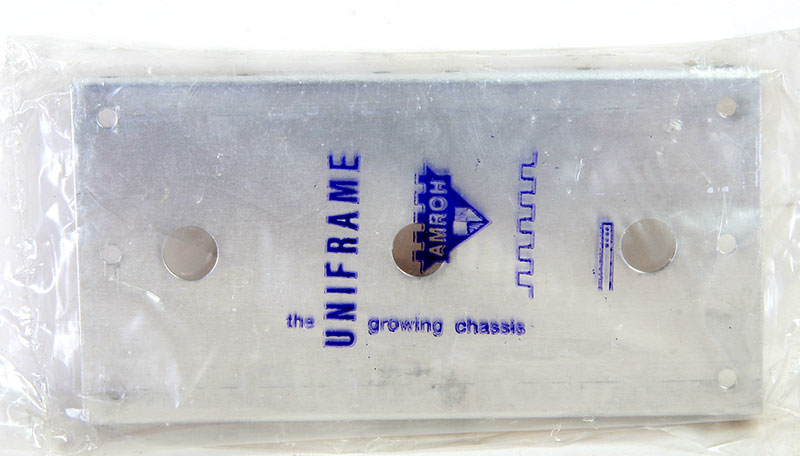 UNIFRAME
AMROH
the growing chassis